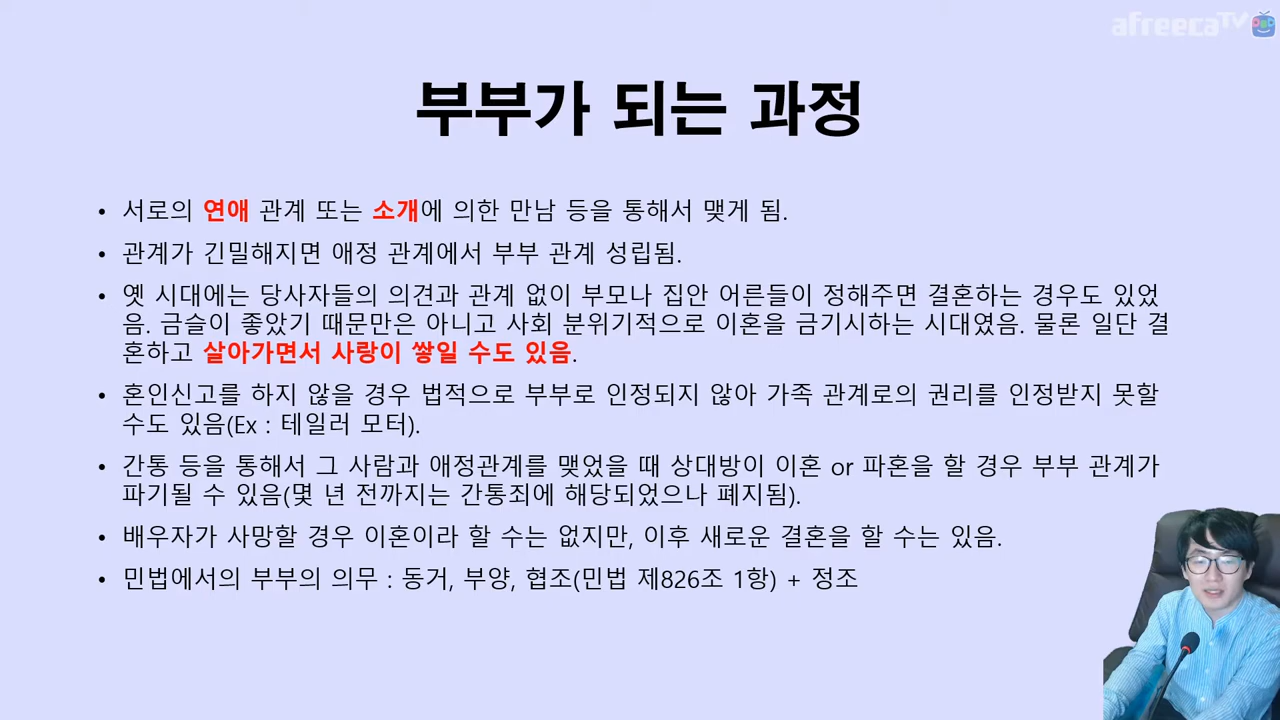 afreecaTV
부부가 되는 과정
• 서로의 연애 관계 또는 소개에 의한 만남 등을 통해서 맺게 됨.
• 관계가 긴밀해지면 애정 관계에서 부부 관계 성립됨.
• 옛 시대에는 당사자들의 의견과 관계 없이 부모나 집안 어른들이 정해주면 결혼하는 경우도 있었
음. 금슬이 좋았기 때문만은 아니고 사회 분위기적으로 이혼을 금기시하는 시대였음. 물론 일단 결
혼하고 살아가면서 사랑이 쌓일 수도 있음.
• 혼인신고를 하지 않을 경우 법적으로 부부로 인정되지 않아 가족 관계로의 권리를 인정받지 못할
수도 있음(Ex : 테일러 모터).
• 간통 등을 통해서 그 사람과 애정관계를 맺었을 때 상대방이 이혼 or 파혼을 할 경우 부부 관계가
파기될 수 있음(몇 년 전까지는 간통죄에 해당되었으나 폐지됨).
• 배우자가 사망할 경우 이혼이라 할 수는 없지만, 이후 새로운 결혼을 할 수는 있음.
• 민법에서의 부부의 의무 : 동거, 부양, 협조(민법 제826조 1항) + 정조